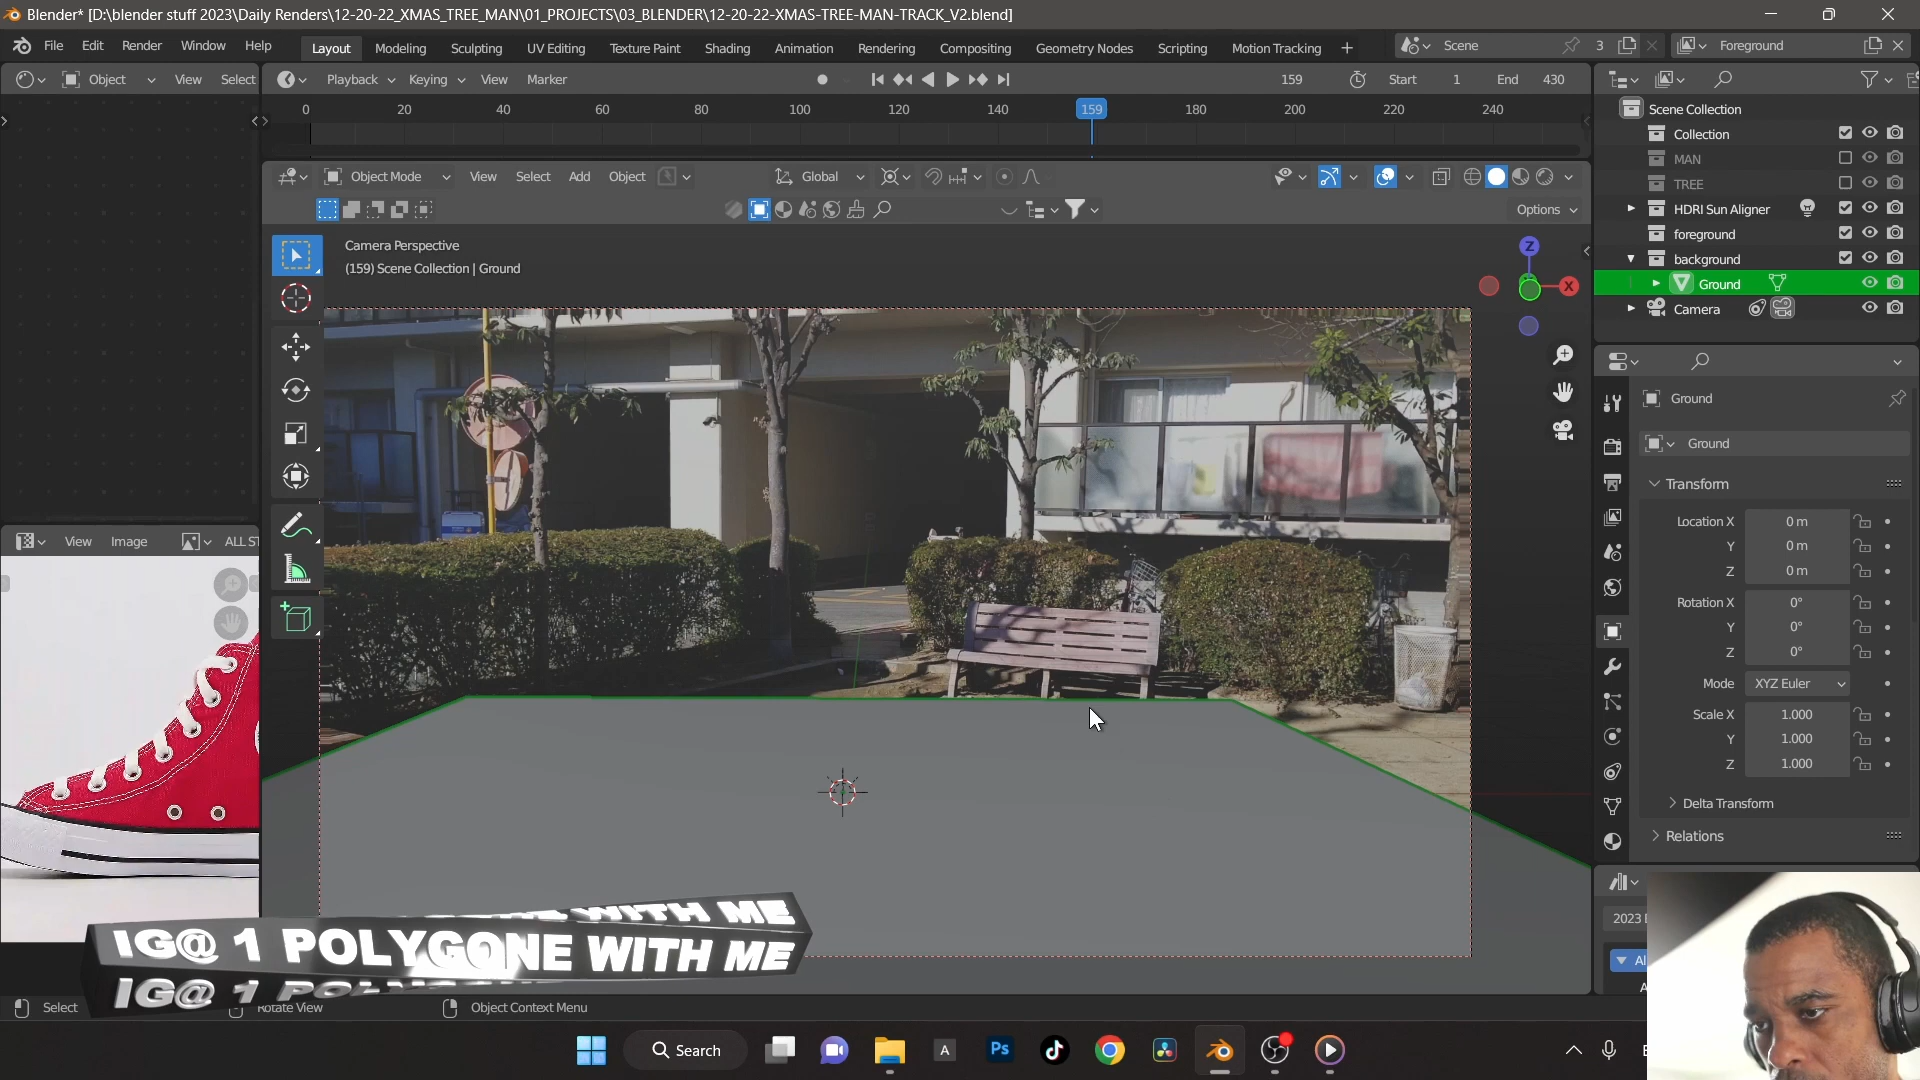 Blender* [D:\blender stuff 2023\Daily Renders\12-20-22_XMAS_TREE_MAN\01_PROJECTS\03_BLENDER\12-20-22-XMAS-TREE-MAN-TRACK_V2.blend]
File Edit Render Window Help Layout Modeling Sculpting UV Editing Texture Paint Shading Animation Rendering Compositing Geometry Nodes Scripting Motion Tracking + Scene 3 Foreground
Object View Select Playback Keying View Marker 159 Start 1 End 430
0 20 40 60 80 100 120 140 159 180 200 220 240
Scene Collection
Collection
MAN
TREE
HDRI Sun Aligner
foreground
background
Ground
Camera
Object Mode View Select Add Object Global
Options
Camera Perspective
(159) Scene Collection | Ground
Z
X
Ground
Ground
Transform
Location X 0 m
Y 0 m
Z 0 m
Rotation X 0°
Y 0°
Z 0°
Mode XYZ Euler
Scale X 1.000
Y 1.000
Z 1.000
Delta Transform
Relations
View Image ALL ST
2023
Al
A
IG@ 1 POLYGONE WITH ME
Select Rotate View Object Context Menu
Search A Ps